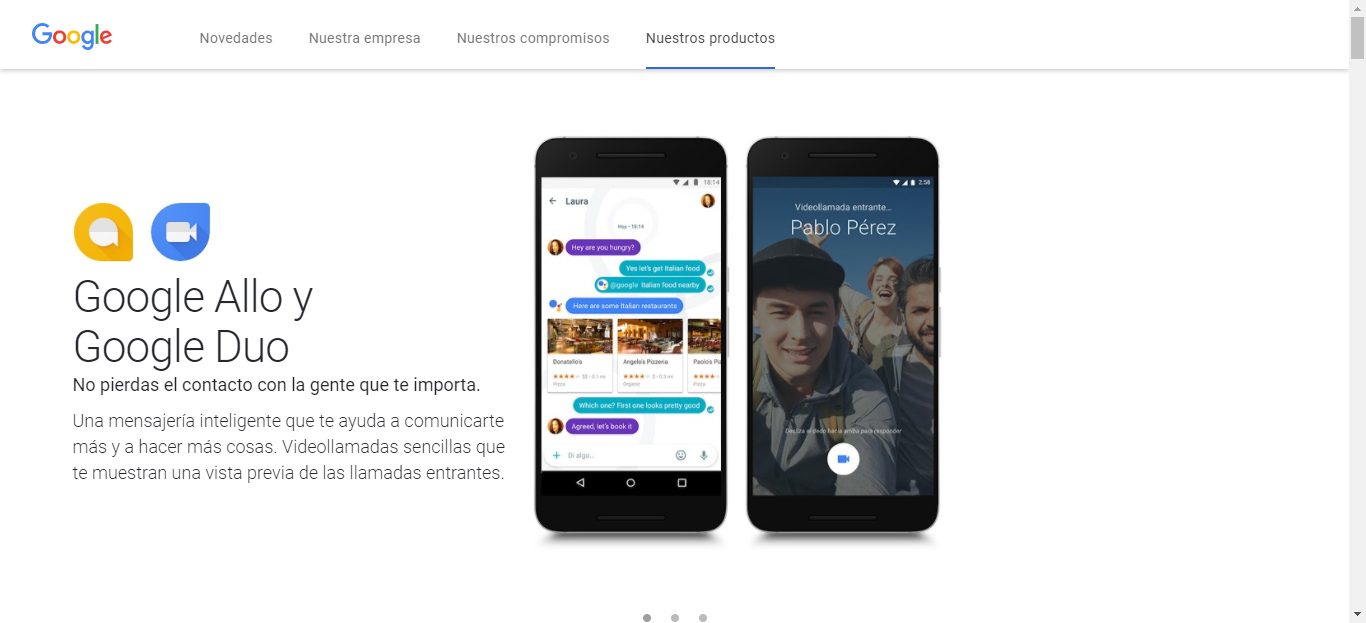 Google
Novedades
Nuestra empresa
Nuestros compromisos
Nuestros productos
Google Allo y
Google Duo
No pierdas el contacto con la gente que te importa.
Una mensajería inteligente que te ayuda a comunicarte
más y a hacer más cosas. Videollamadas sencillas que
te muestran una vista previa de las llamadas entrantes.
18:14
Laura
Hoy • 18:14
Hey are you hungry?
Yes let's get Italian food
@google Italian food nearby
Here are some Italian restaurants
Donatello's
Angelo's Pizzeria
Paolo's
Pizza
Organic
Pizza
Which one? First one looks pretty good
Agreed, let's book it
Di algo...
2:58
Videollamada entrante...
Pablo Pérez
Desliza el dedo hacia arriba para responder